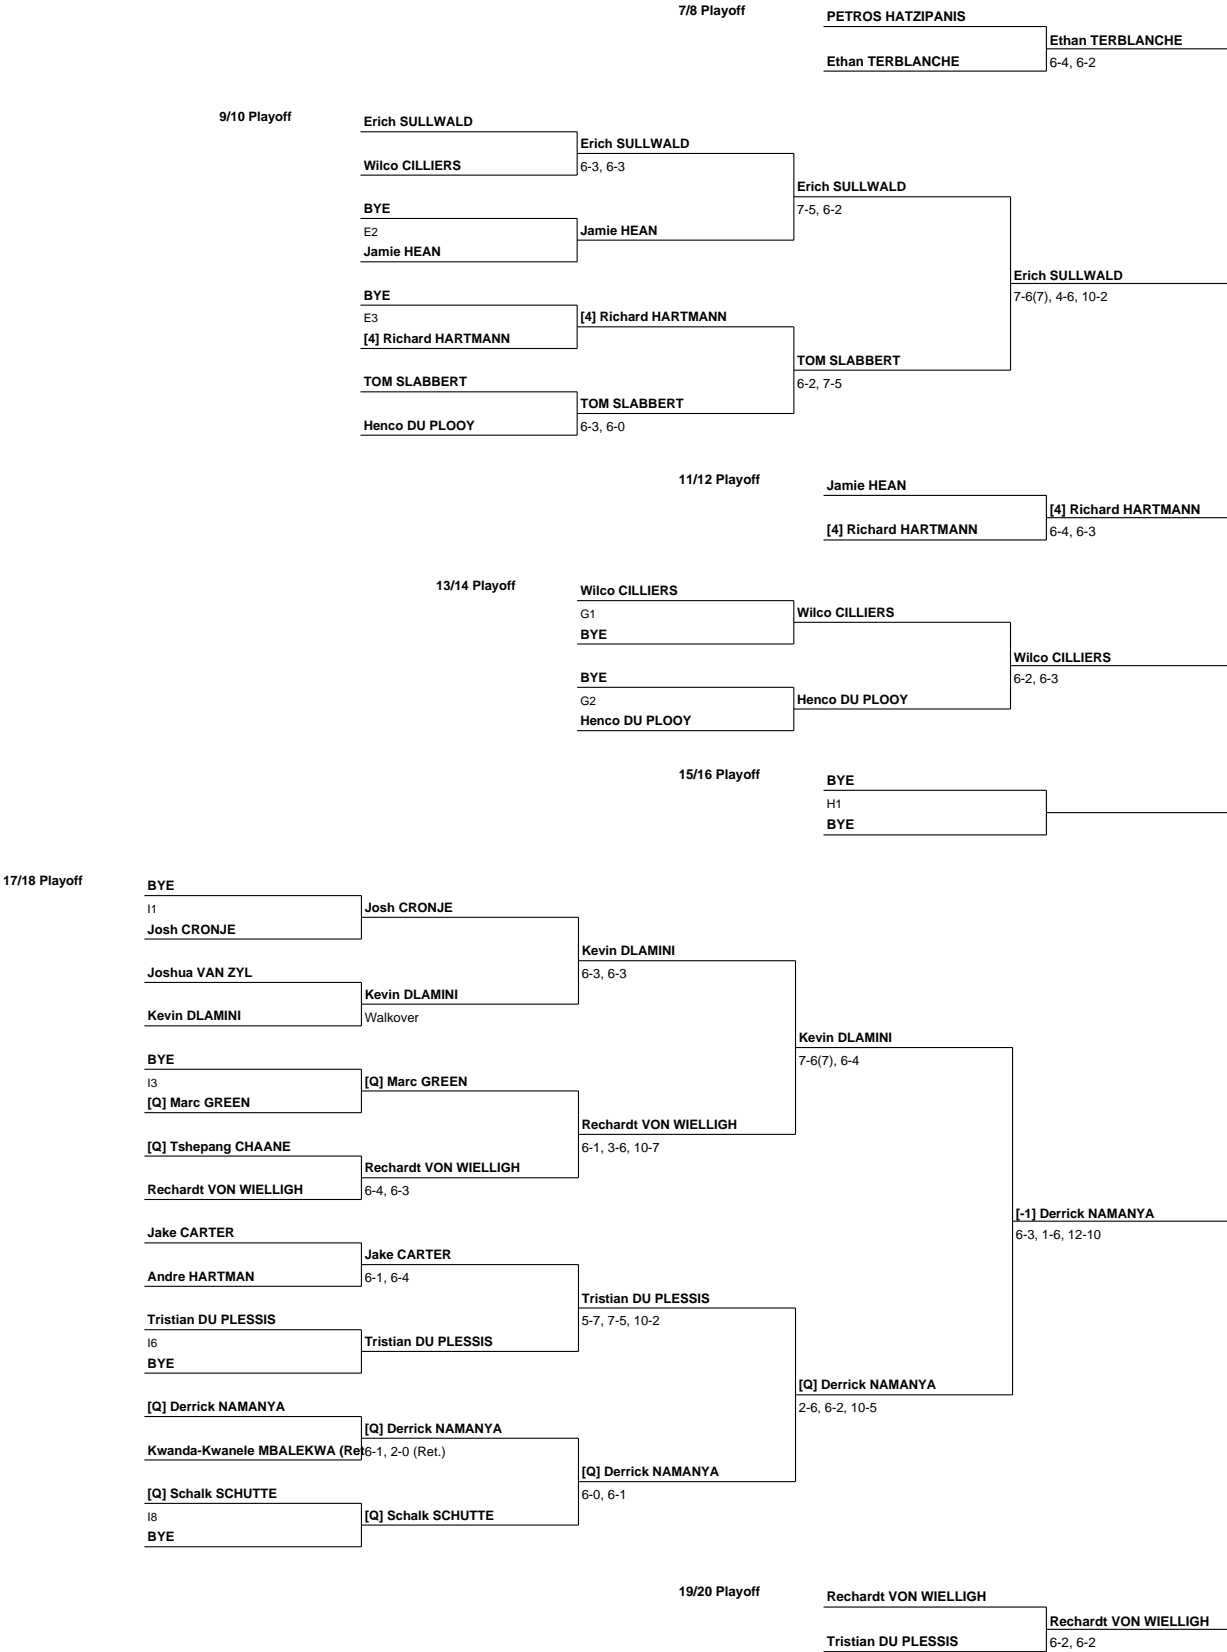 7/8 Playoff
PETROS HATZIPANIS
Ethan TERBLANCHE
Ethan TERBLANCHE
6-4, 6-2
9/10 Playoff
Erich SULLWALD
Erich SULLWALD
Wilco CILLIERS
6-3, 6-3
Erich SULLWALD
BYE
7-5, 6-2
E2
Jamie HEAN
Jamie HEAN
Erich SULLWALD
BYE
7-6(7), 4-6, 10-2
E3
[4] Richard HARTMANN
[4] Richard HARTMANN
TOM SLABBERT
TOM SLABBERT
6-2, 7-5
TOM SLABBERT
Henco DU PLOOY
6-3, 6-0
11/12 Playoff
Jamie HEAN
[4] Richard HARTMANN
[4] Richard HARTMANN
6-4, 6-3
13/14 Playoff
Wilco CILLIERS
G1
Wilco CILLIERS
BYE
Wilco CILLIERS
BYE
6-2, 6-3
G2
Henco DU PLOOY
Henco DU PLOOY
15/16 Playoff
BYE
H1
BYE
17/18 Playoff
BYE
I1
Josh CRONJE
Josh CRONJE
Kevin DLAMINI
Joshua VAN ZYL
6-3, 6-3
Kevin DLAMINI
Kevin DLAMINI
Walkover
Kevin DLAMINI
BYE
7-6(7), 6-4
I3
[Q] Marc GREEN
[Q] Marc GREEN
Rechardt VON WIELLIGH
[Q] Tshepang CHAANE
6-1, 3-6, 10-7
Rechardt VON WIELLIGH
Rechardt VON WIELLIGH
6-4, 6-3
[-1] Derrick NAMANYA
Jake CARTER
6-3, 1-6, 12-10
Jake CARTER
Andre HARTMAN
6-1, 6-4
Tristian DU PLESSIS
Tristian DU PLESSIS
5-7, 7-5, 10-2
I6
Tristian DU PLESSIS
BYE
[Q] Derrick NAMANYA
[Q] Derrick NAMANYA
2-6, 6-2, 10-5
[Q] Derrick NAMANYA
Kwanda-Kwanele MBALEKWA (Ret
6-1, 2-0 (Ret.)
[Q] Derrick NAMANYA
[Q] Schalk SCHUTTE
6-0, 6-1
I8
[Q] Schalk SCHUTTE
BYE
19/20 Playoff
Rechardt VON WIELLIGH
Rechardt VON WIELLIGH
Tristian DU PLESSIS
6-2, 6-2